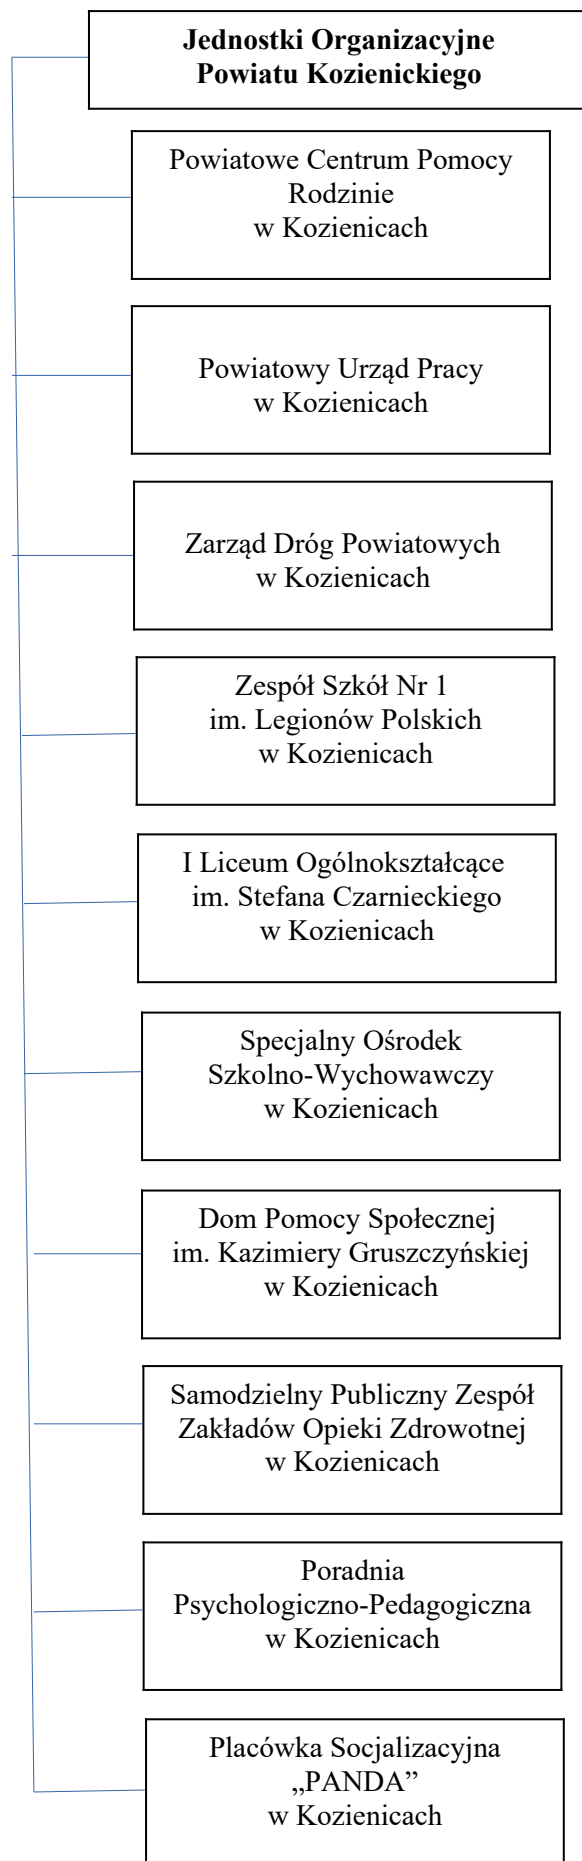 Jednostki Organizacyjne
Powiatu Kozienickiego
Powiatowe Centrum Pomocy
Rodzinie
w Kozienicach
Powiatowy Urząd Pracy
w Kozienicach
Zarząd Dróg Powiatowych
w Kozienicach
Zespół Szkół Nr 1
im. Legionów Polskich
w Kozienicach
I Liceum Ogólnokształcące
im. Stefana Czarnieckiego
w Kozienicach
Specjalny Ośrodek
Szkolno-Wychowawczy
w Kozienicach
Dom Pomocy Społecznej
im. Kazimiery Gruszczyńskiej
w Kozienicach
Samodzielny Publiczny Zespół
Zakładów Opieki Zdrowotnej
w Kozienicach
Poradnia
Psychologiczno-Pedagogiczna
w Kozienicach
Placówka Socjalizacyjna
„PANDA”
w Kozienicach